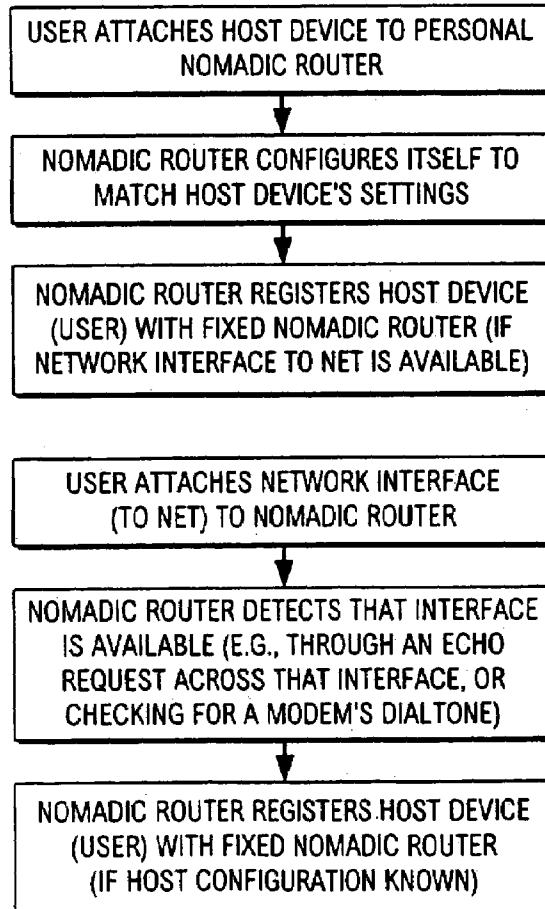 USER ATTACHES HOST DEVICE TO PERSONAL
NOMADIC ROUTER
NOMADIC ROUTER CONFIGURES ITSELF TO
MATCH HOST DEVICE'S SETTINGS
NOMADIC ROUTER REGISTERS HOST DEVICE
(USER) WITH FIXED NOMADIC ROUTER (IF
NETWORK INTERFACE TO NET IS AVAILABLE)
USER ATTACHES NETWORK INTERFACE
(TO NET) TO NOMADIC ROUTER
NOMADIC ROUTER DETECTS THAT INTERFACE
IS AVAILABLE (E.G., THROUGH AN ECHO
REQUEST ACROSS THAT INTERFACE, OR
CHECKING FOR A MODEM'S DIALTONE)
NOMADIC ROUTER REGISTERS HOST DEVICE
(USER) WITH FIXED NOMADIC ROUTER
(IF HOST CONFIGURATION KNOWN)